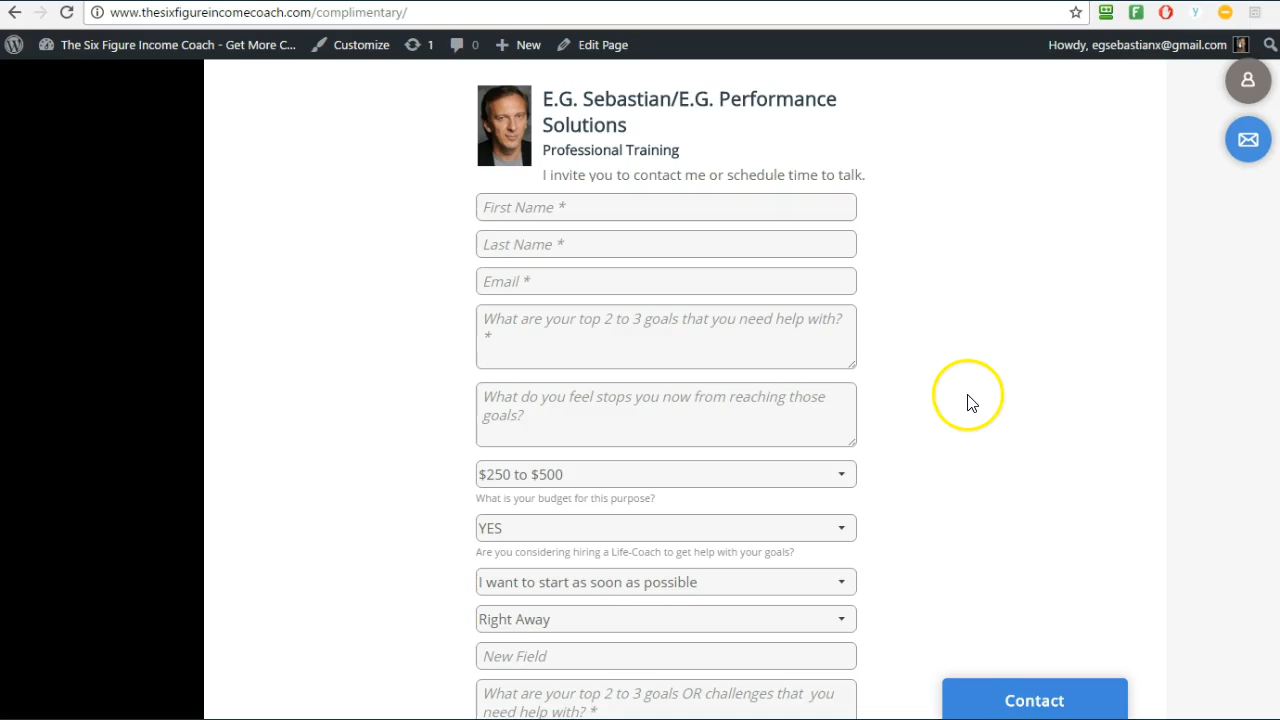 www.thesixfigureincomecoach.com/complimentary/
The Six Figure Income Coach - Get More C... Customize 1 0 New Edit Page Howdy, egsebastianx@gmail.com
E.G. Sebastian/E.G. Performance
Solutions
Professional Training
I invite you to contact me or schedule time to talk.
First Name *
Last Name *
Email *
What are your top 2 to 3 goals that you need help with?
*
What do you feel stops you now from reaching those
goals?
$250 to $500
What is your budget for this purpose?
YES
Are you considering hiring a Life-Coach to get help with your goals?
I want to start as soon as possible
Right Away
New Field
What are your top 2 to 3 goals OR challenges that you
need help with? *
Contact